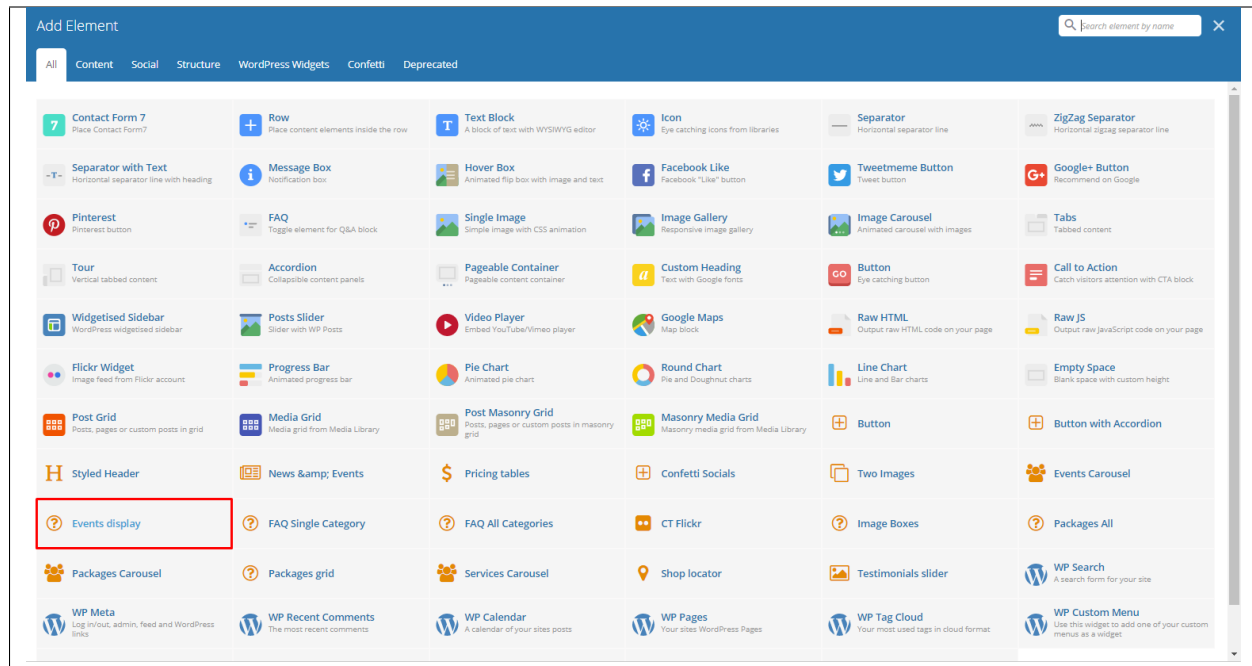 Add Element
Search element by name
All Content Social Structure WordPress Widgets Confetti Deprecated
7
Contact Form 7
Place Contact Form7
Row
Place content elements inside the row
T
Text Block
A block of text with WYSIWYG editor
Icon
Eye catching icons from libraries
Separator
Horizontal separator line
ZigZag Separator
Horizontal zigzag separator line
-T-
Separator with Text
Horizontal separator line with heading
i
Message Box
Notification box
Hover Box
Animated flip box with image and text
f
Facebook Like
Facebook "Like" button
Tweetmeme Button
Tweet button
G+
Google+ Button
Recommend on Google
Pinterest
Pinterest button
FAQ
Toggle element for Q&A block
Single Image
Simple image with CSS animation
Image Gallery
Responsive image gallery
Image Carousel
Animated carousel with images
Tabs
Tabbed content
Tour
Vertical tabbed content
Accordion
Collapsible content panels
Pageable Container
Pageable content container
a
Custom Heading
Text with Google fonts
GO
Button
Eye catching button
Call to Action
Catch visitors attention with CTA block
Widgetised Sidebar
WordPress widgetised sidebar
Posts Slider
Slider with WP Posts
Video Player
Embed YouTube/Vimeo player
Google Maps
Map block
Raw HTML
Output raw HTML code on your page
Raw JS
Output raw JavaScript code on your page
Flickr Widget
Image feed from Flickr account
Progress Bar
Animated progress bar
Pie Chart
Animated pie chart
Round Chart
Pie and Doughnut charts
Line Chart
Line and Bar charts
Empty Space
Blank space with custom height
Post Grid
Posts, pages or custom posts in grid
Media Grid
Media grid from Media Library
Post Masonry Grid
Posts, pages or custom posts in masonry
grid
Masonry Media Grid
Masonry media grid from Media Library
Button
Button with Accordion
H
Styled Header
News &amp; Events
$
Pricing tables
Confetti Socials
Two Images
Events Carousel
?
Events display
?
FAQ Single Category
?
FAQ All Categories
CT Flickr
?
Image Boxes
?
Packages All
Packages Carousel
?
Packages grid
Services Carousel
Shop locator
Testimonials slider
WP Search
A search form for your site
WP Meta
Log in/out, admin, feed and WordPress
links
WP Recent Comments
The most recent comments
WP Calendar
A calendar of your sites posts
WP Pages
Your sites WordPress Pages
WP Tag Cloud
Your most used tags in cloud format
WP Custom Menu
Use this widget to add one of your custom
menus as a widget